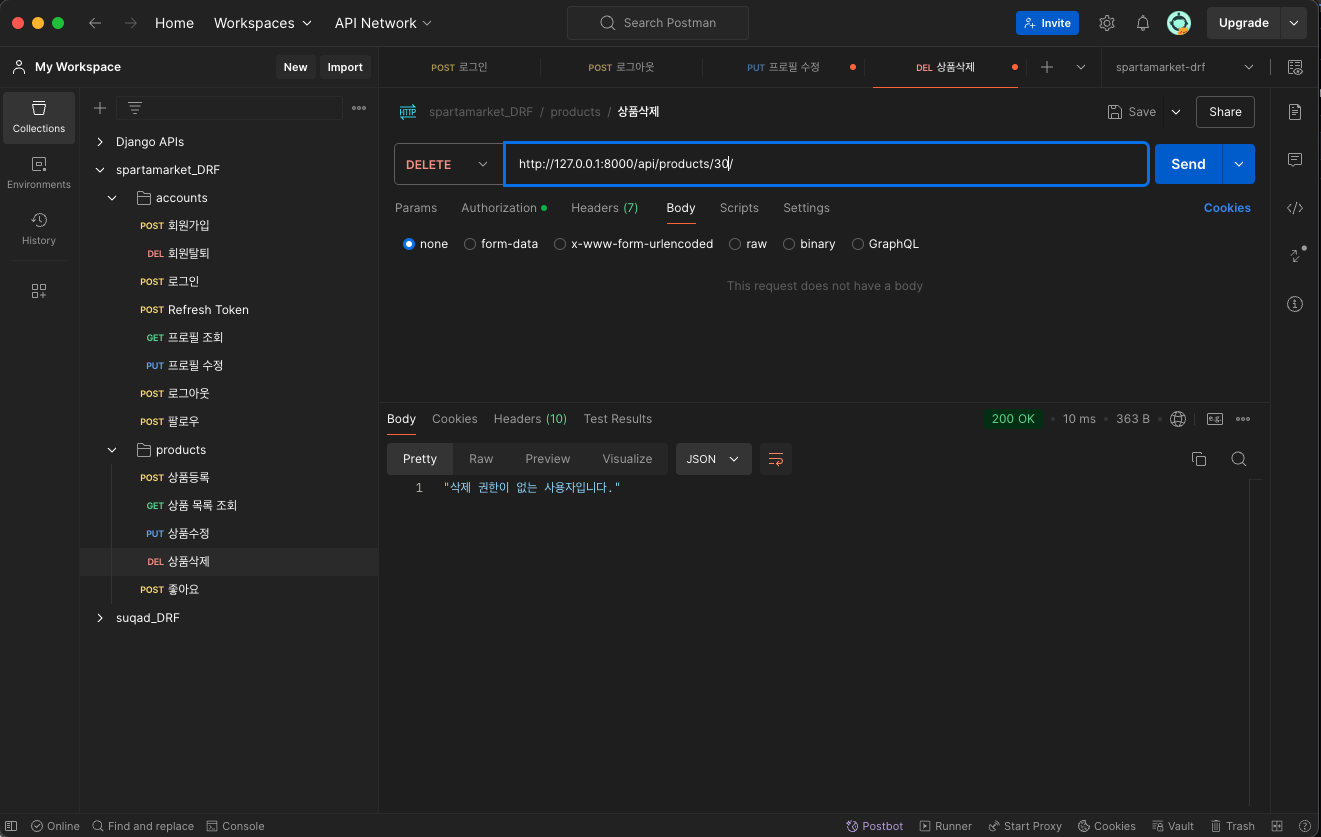 Home Workspaces API Network Search Postman Invite Upgrade
My Workspace New Import POST 로그인 POST 로그아웃 PUT 프로필 수정 DEL 상품삭제 spartamarket-drf
Collections
Environments
History
Django APIs
spartamarket_DRF
accounts
POST 회원가입
DEL 회원탈퇴
POST 로그인
POST Refresh Token
GET 프로필 조회
PUT 프로필 수정
POST 로그아웃
POST 팔로우
products
POST 상품등록
GET 상품 목록 조회
PUT 상품수정
DEL 상품삭제
POST 좋아요
suqad_DRF
HTTP spartamarket_DRF / products / 상품삭제 Save Share
DELETE http://127.0.0.1:8000/api/products/30/ Send
Params Authorization Headers (7) Body Scripts Settings Cookies
none form-data x-www-form-urlencoded raw binary GraphQL
This request does not have a body
Body Cookies Headers (10) Test Results 200 OK 10 ms 363 B e.g.
Pretty Raw Preview Visualize JSON
1 "삭제 권한이 없는 사용자입니다."
Online Find and replace Console Postbot Runner Start Proxy Cookies Vault Trash